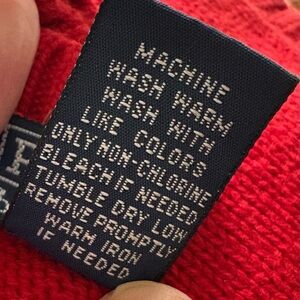 MACHINE
WASH WARM
WASH WITH
LIKE COLORS
ONLY NON-CHLORINE
BLEACH IF NEEDED
TUMBLE DRY LOW
REMOVE PROMPTLY
WARM IRON
IF NEEDED